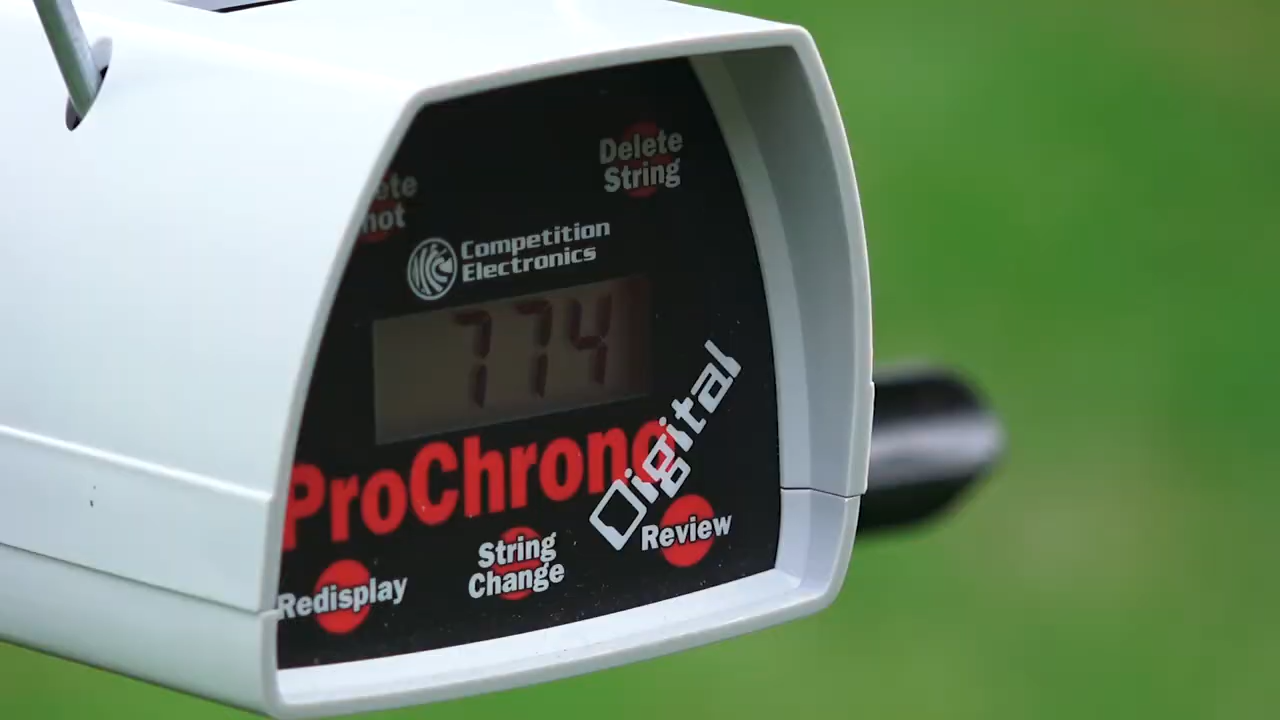 Delete
String
Competition
Electronics
774
ProChrono
Digital
Redisplay
String
Change
Review